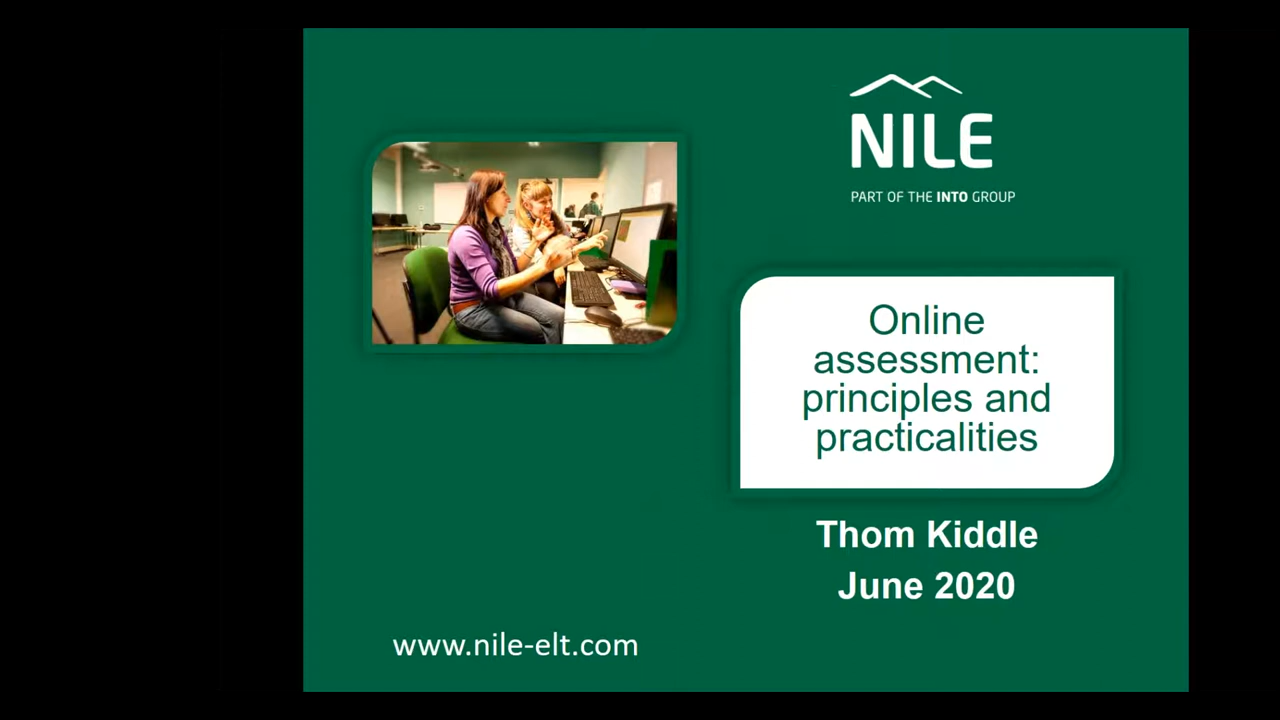 NILE
PART OF THE INTO GROUP
Online
assessment:
principles and
practicalities
Thom Kiddle
June 2020
www.nile-elt.com